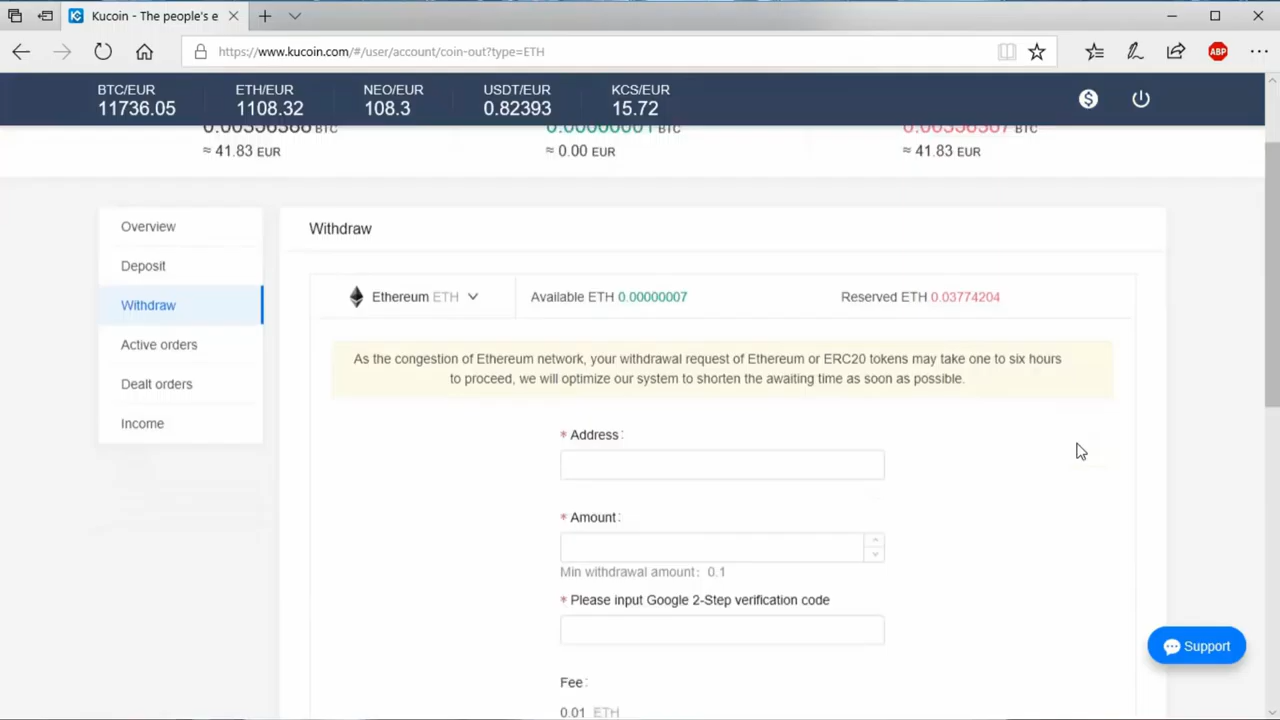 Kucoin - The people's e
https://www.kucoin.com/#/user/account/coin-out?type=ETH
ABP
BTC/EUR ETH/EUR NEO/EUR USDT/EUR KCS/EUR
11736.05 1108.32 108.3 0.82393 15.72
0.00356388 BTC 0.00000001 BTC 0.00356387 BTC
≈ 41.83 EUR ≈ 0.00 EUR ≈ 41.83 EUR
Overview
Deposit
Withdraw
Active orders
Dealt orders
Income
Withdraw
Ethereum ETH Available ETH 0.00000007 Reserved ETH 0.03774204
As the congestion of Ethereum network, your withdrawal request of Ethereum or ERC20 tokens may take one to six hours
to proceed, we will optimize our system to shorten the awaiting time as soon as possible.
* Address:
* Amount:
Min withdrawal amount: 0.1
* Please input Google 2-Step verification code
Fee:
0.01 ETH
Support